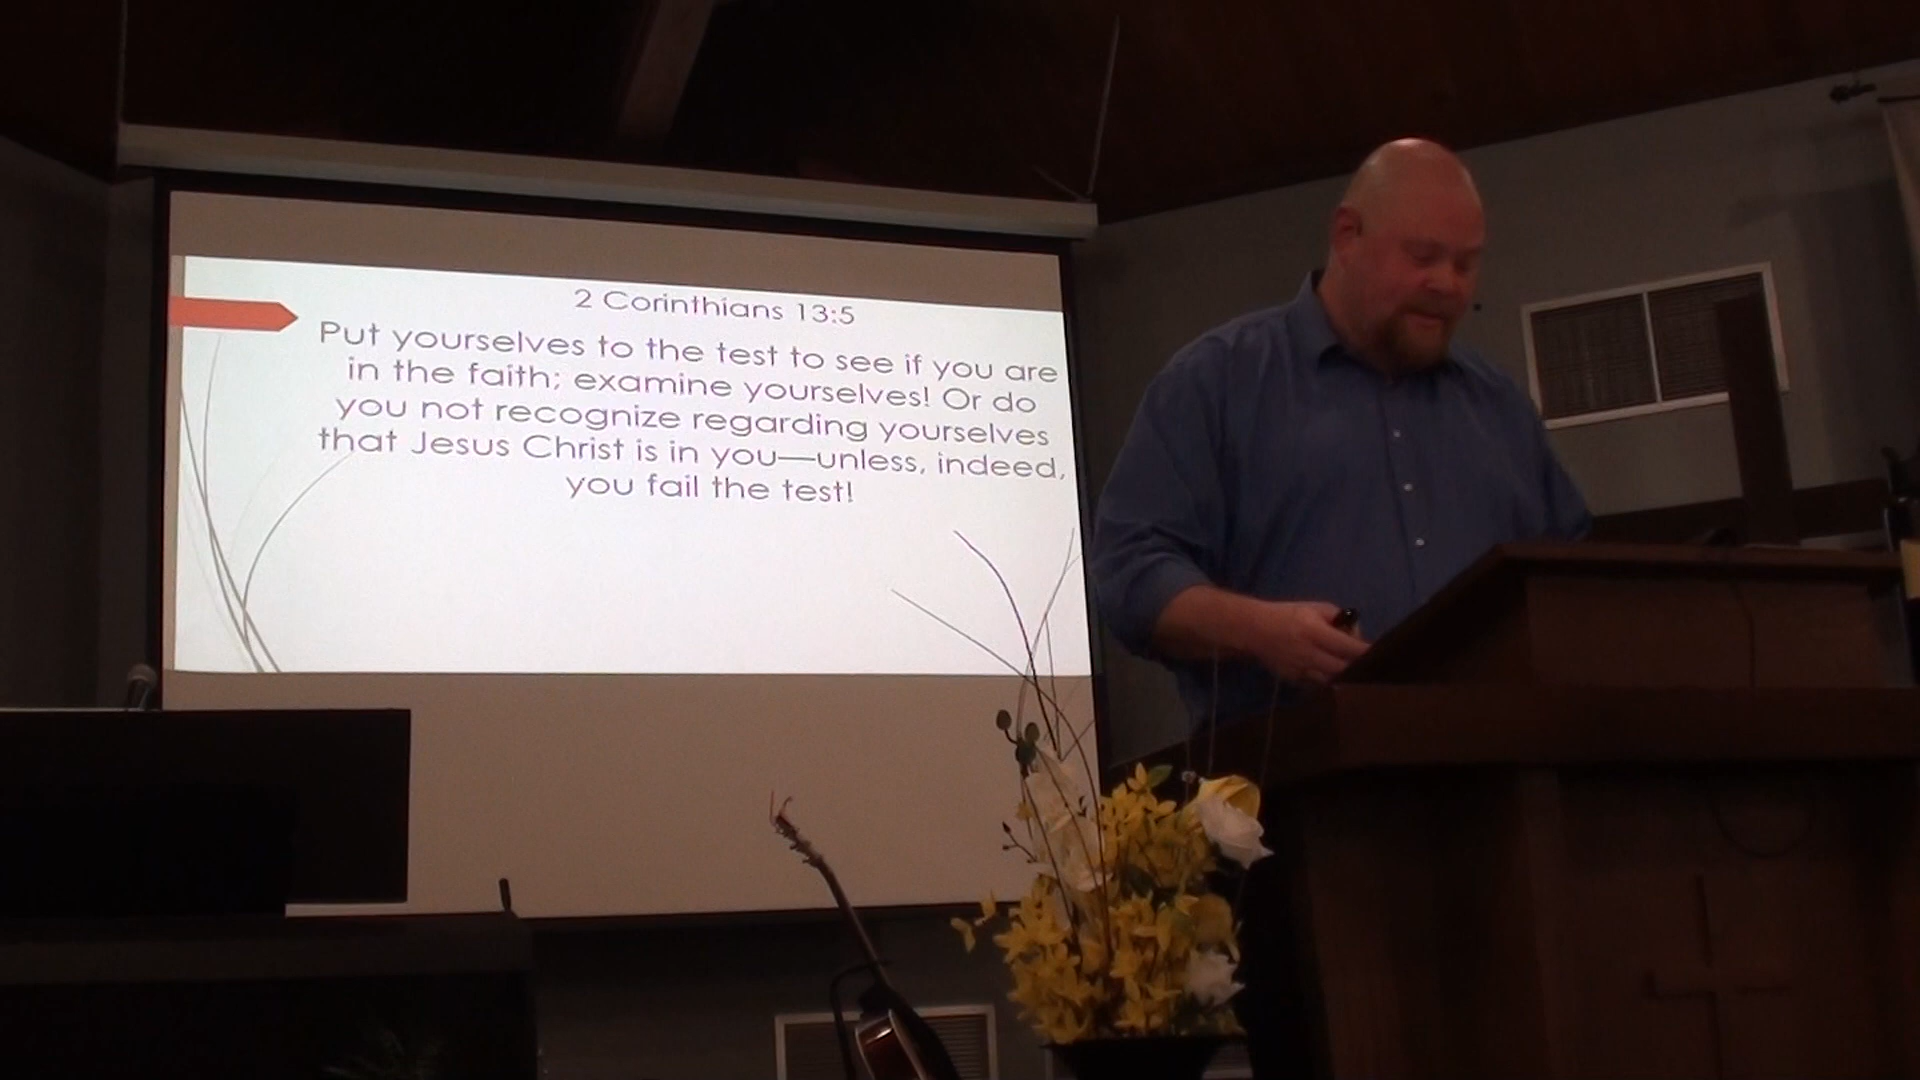 2 Corinthians 13:5
Put yourselves to the test to see if you are
in the faith; examine yourselves! Or do
you not recognize regarding yourselves
that Jesus Christ is in you—unless, indeed,
you fail the test!